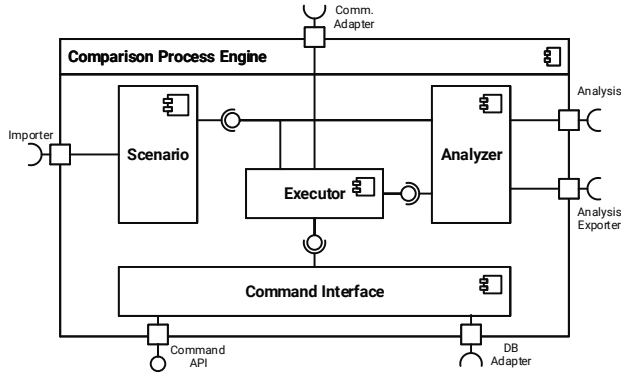 Comm.
Adapter
Comparison Process Engine
Analysis
Importer
Scenario
Analyzer
Executor
Analysis
Exporter
Command Interface
Command
API
DB
Adapter